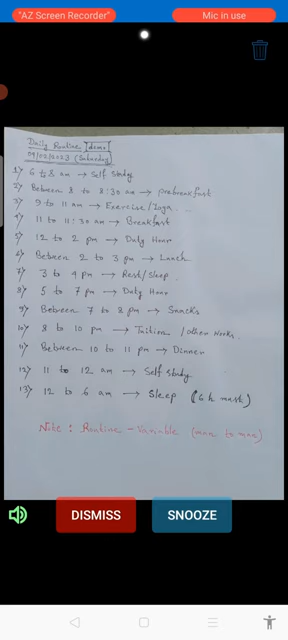 "AZ Screen Recorder"
Mic in use
Daily Routine (demo)
(Saturday)
1) 6 to 8 am → Self Study
2) Between 8 to 8:30 am → prebreakfast
3) 9 to 11 am → Exercise/Yoga ...
4) 11 to 11:30 am → Breakfast
5) 12 to 2 pm → Duty Hour
6) Between 2 to 3 pm → Lunch
7) 3 to 4 pm → Rest/Sleep
8) 5 to 7 pm → Duty Hour
9) Between 7 to 8 pm → Snacks
10) 8 to 10 pm → Tuition / other Works
11) Between 10 to 11 pm → Dinner
12) 11 to 12 am → Self Study
13) 12 to 6 am → Sleep (6 h must)
Note: Routine - Variable (man to man)
DISMISS
SNOOZE